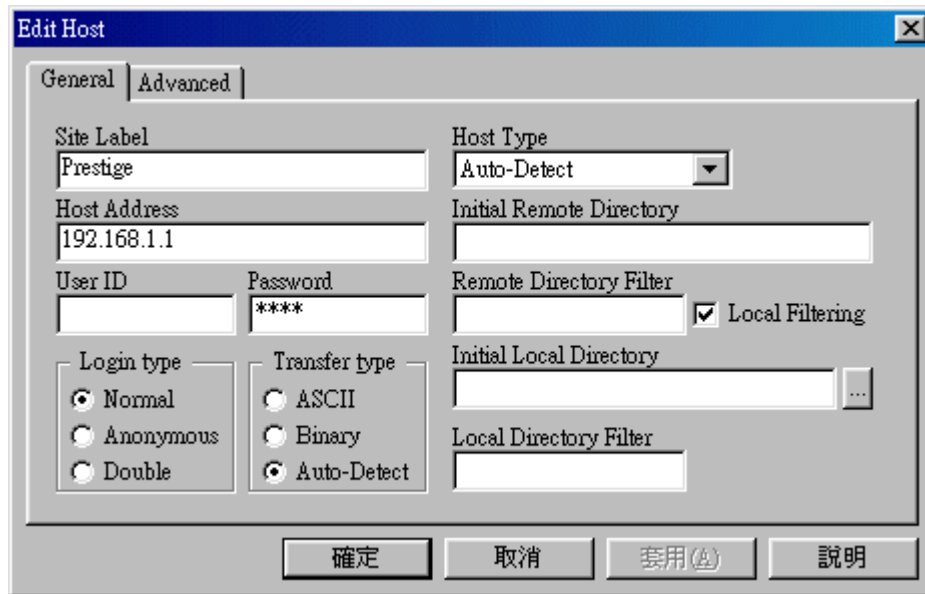 Edit Host
General
Advanced
Site Label
Prestige
Host Address
192.168.1.1
User ID
Password
****
Login type
Normal
Anonymous
Double
Transfer type
ASCII
Binary
Auto-Detect
Host Type
Auto-Detect
Initial Remote Directory
Remote Directory Filter
Local Filtering
Initial Local Directory
...
Local Directory Filter
確定
取消
套用(A)
說明